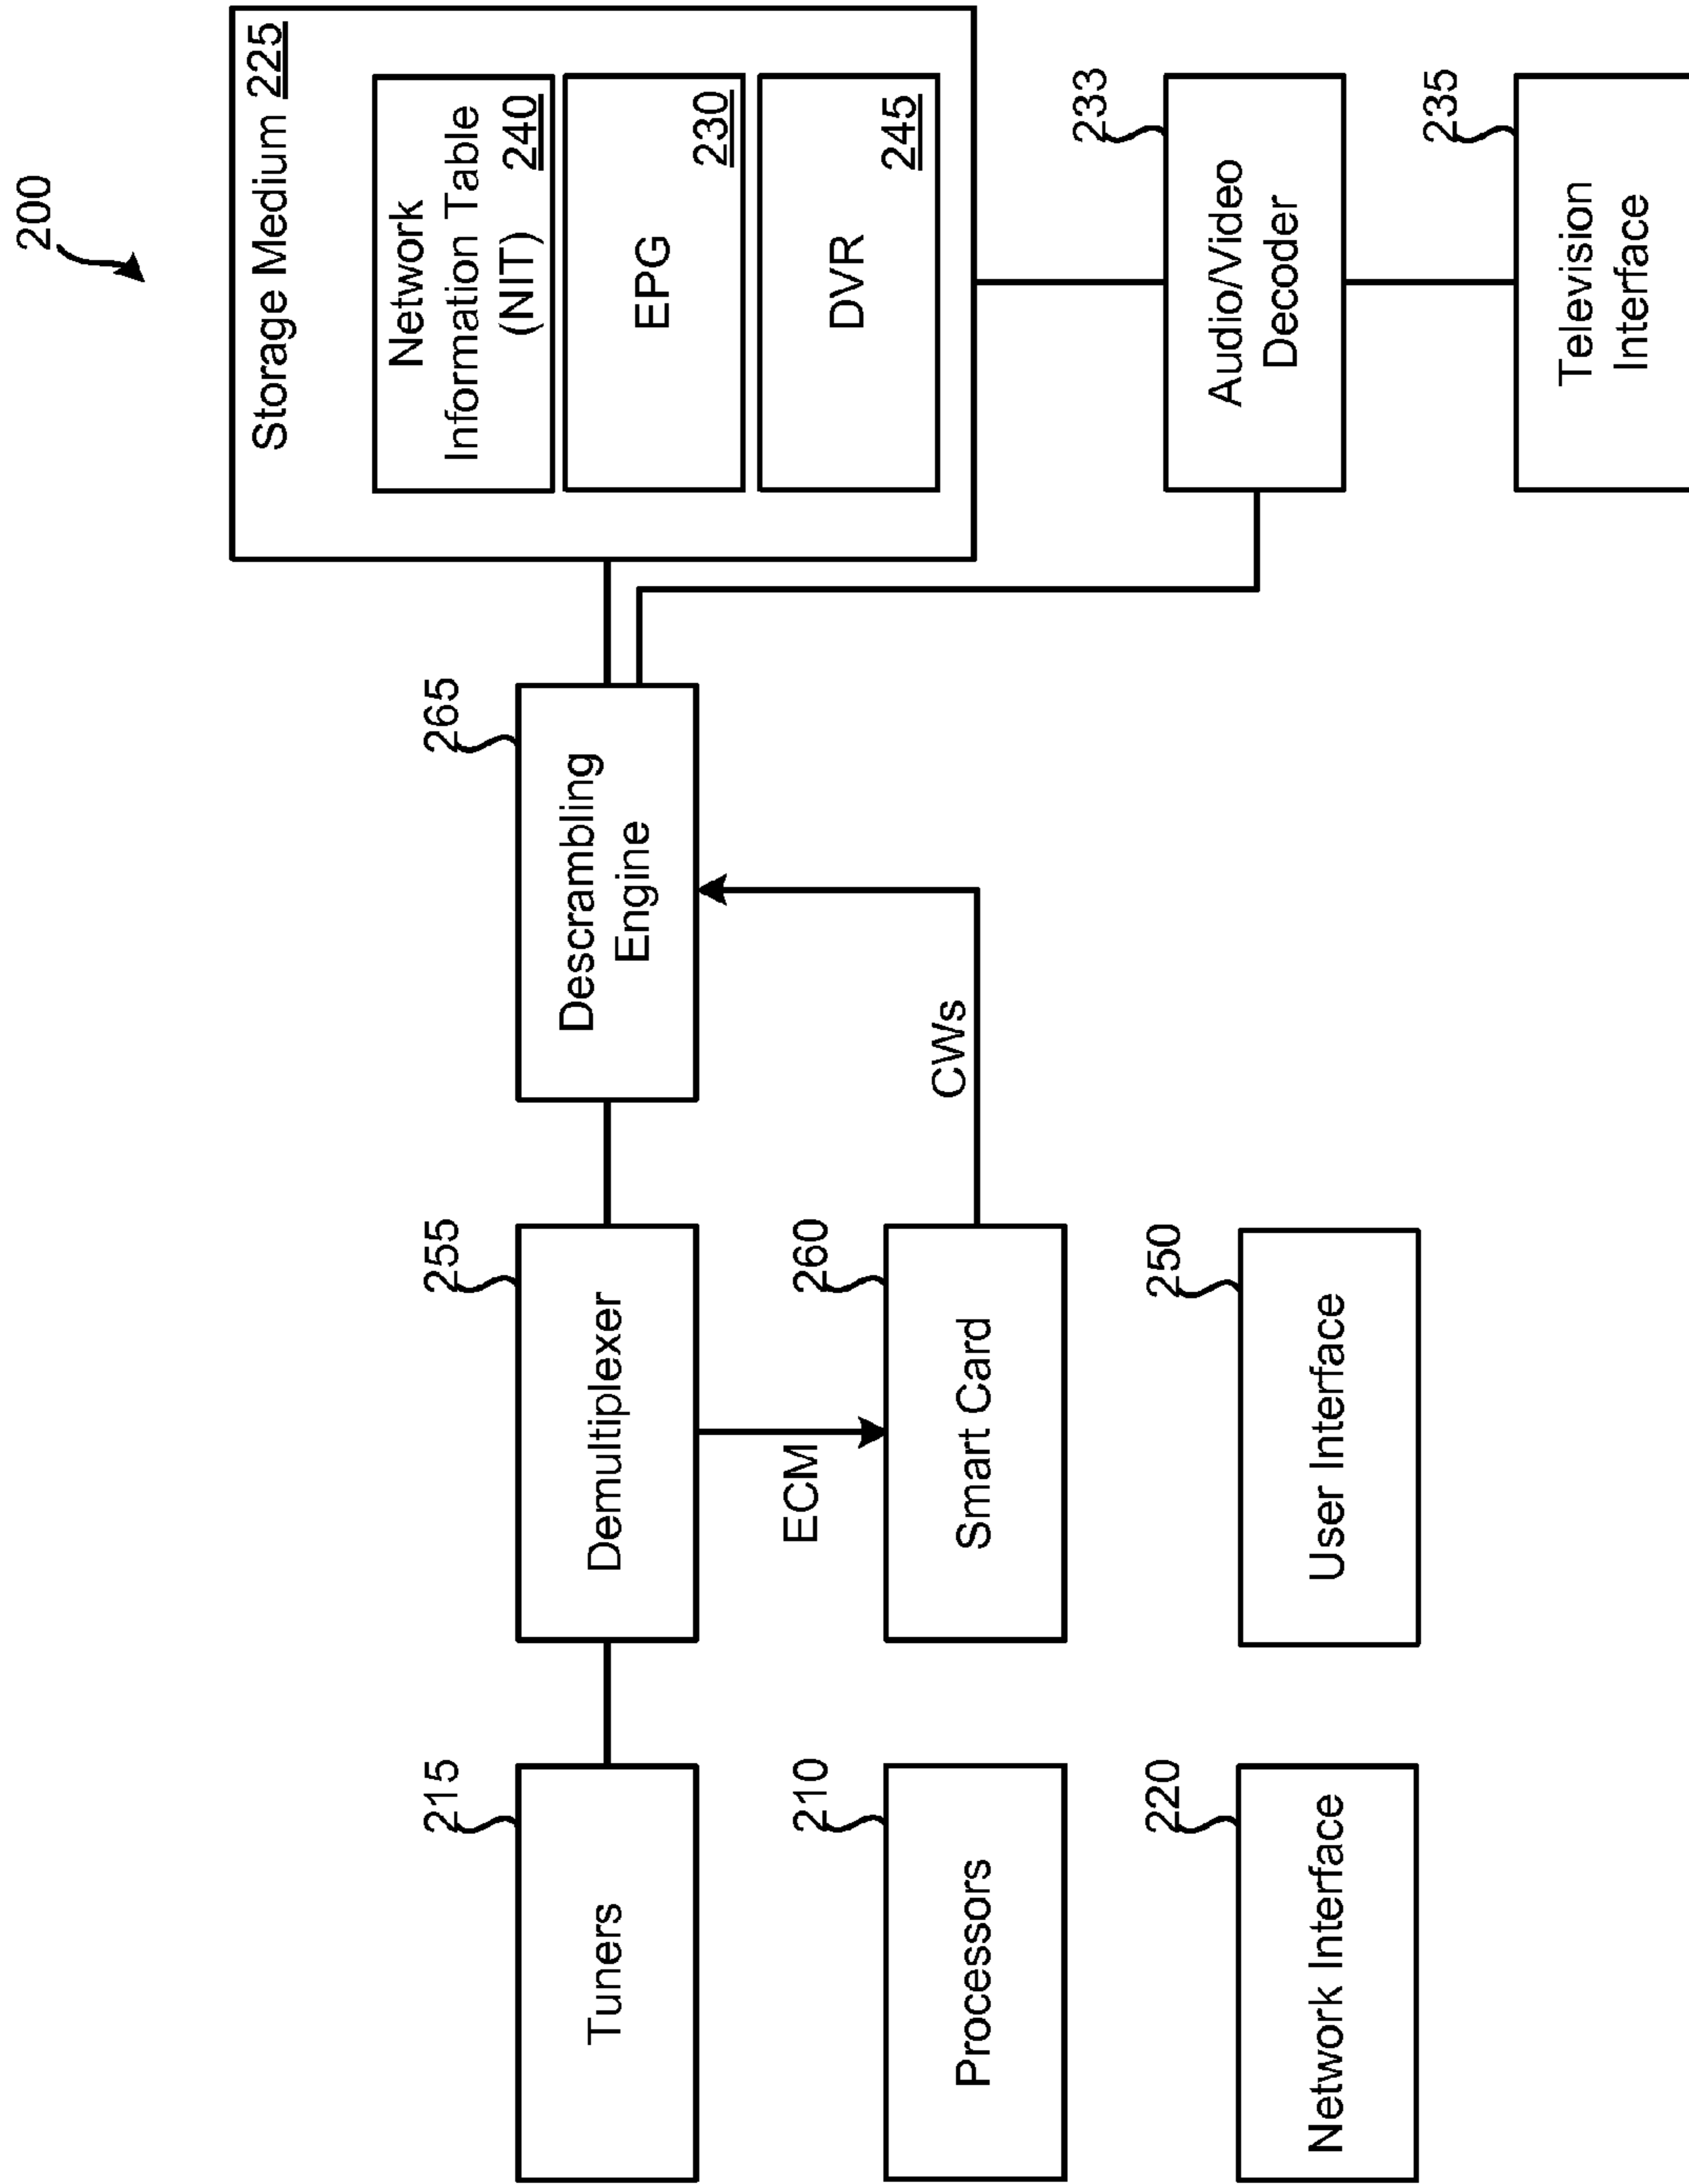 200
Storage Medium 225
Network
Information Table
(NIT) 240
EPG
230
DVR
245
215
Tuners
255
Demultiplexer
265
Descrambling
Engine
ECM
CWs
210
Processors
260
Smart Card
233
Audio/Video
Decoder
220
Network Interface
250
User Interface
235
Television
Interface